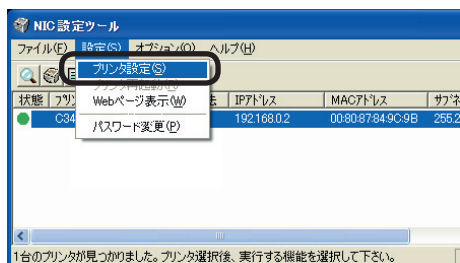 NIC設定ツール
ファイル(F) 設定(S) オプション(O) ヘルプ(H)
プリンタ設定(S)
Webページ表示(W)
パスワード変更(P)
状態 IPアドレス MACアドレス
C34 192.168.0.2 00:80:87:84:9C:9B 255.2
1台のプリンタが見つかりました。プリンタ選択後、実行する機能を選択して下さい。